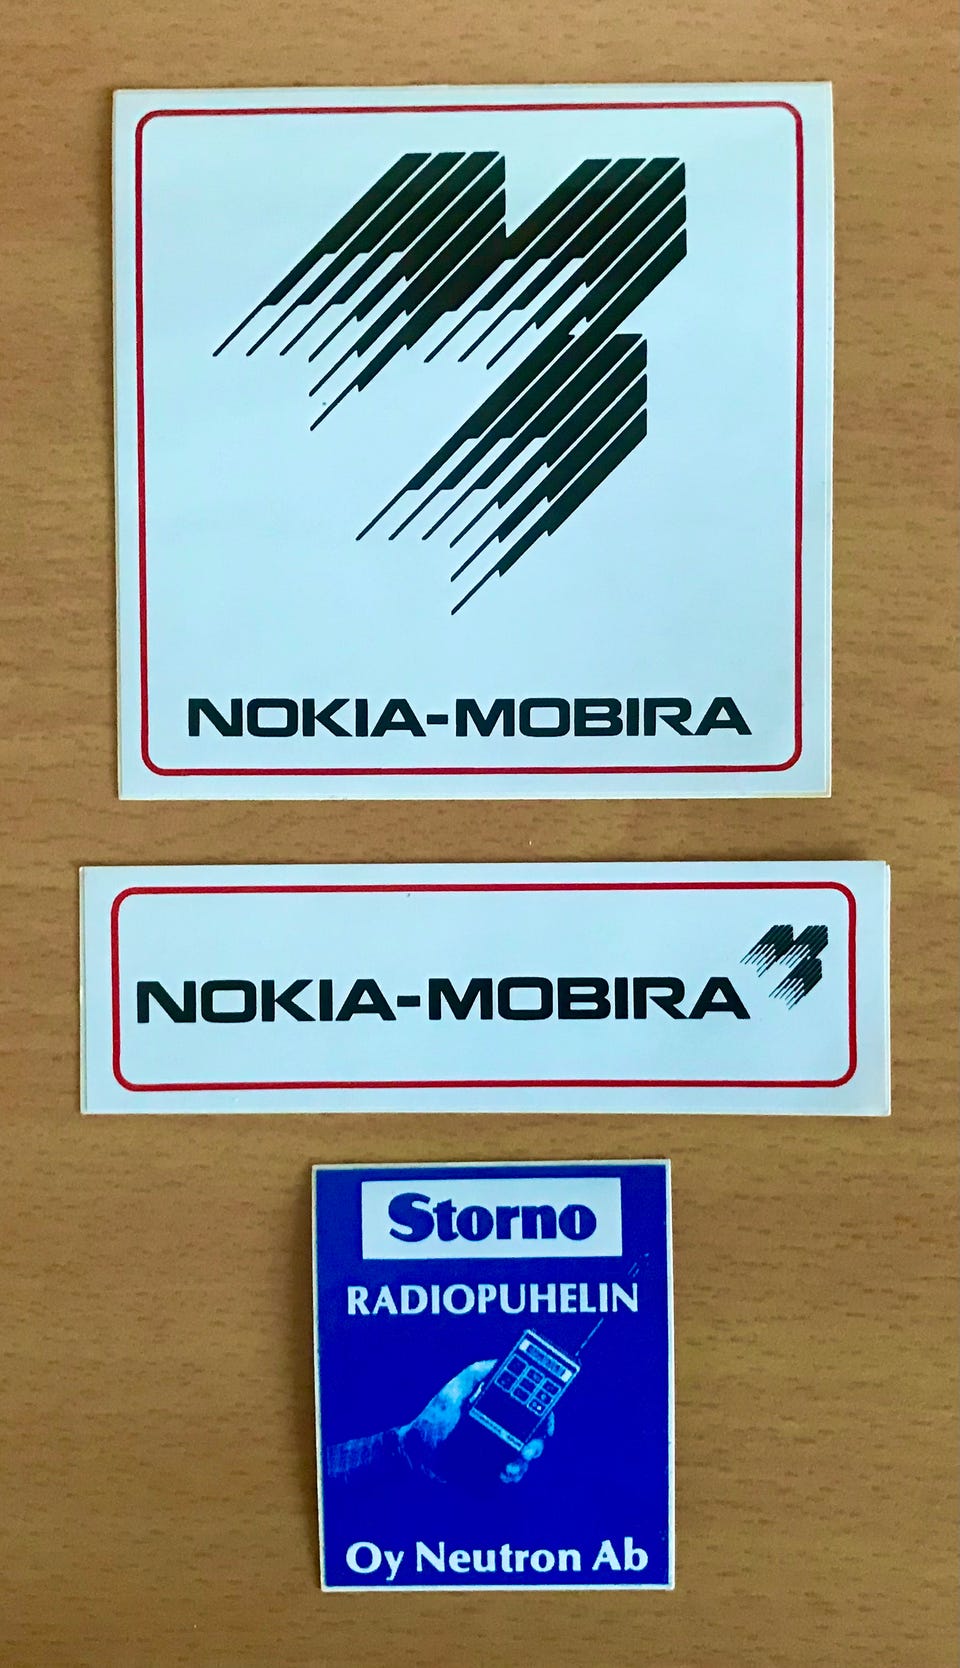 NOKIA-MOBIRA
NOKIA-MOBIRA
Storno
RADIOPUHELIN
Oy Neutron Ab